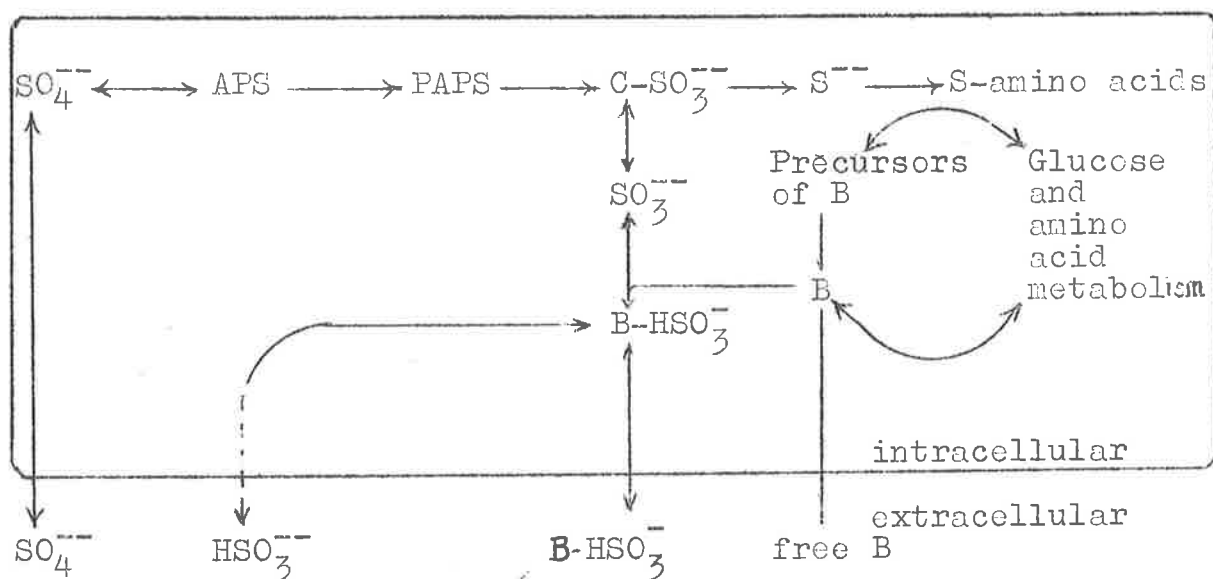 SO₄⁻⁻ APS PAPS C-SO₃⁻⁻ S⁻⁻ S-amino acids
Precursors of B
Glucose and amino acid metabolism
SO₃⁻⁻
B
B-HSO₃⁻
intracellular
extracellular
SO₄⁻⁻ HSO₃⁻⁻ B-HSO₃⁻ free B